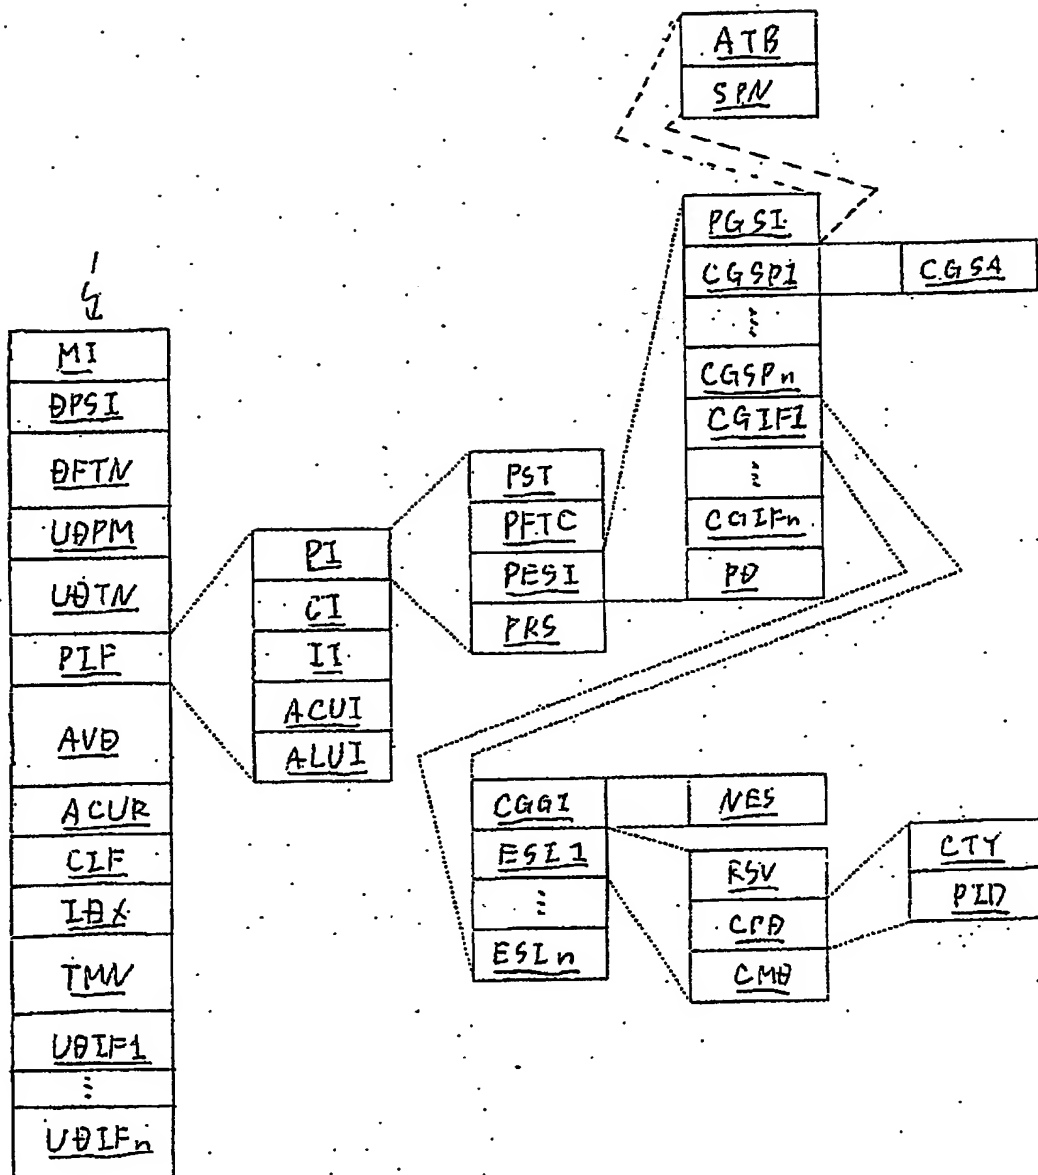 ATB
SPN
PGSI
CGSP1
⋮
CGSPn
CGIF1
⋮
CGIFn
PD
CGSA
1
MI
DPSI
DFTN
UDPM
UDTN
PIF
AVD
ACUR
CIF
IDX
TMN
UDIF1
⋮
UDIFn
PI
CI
II
ACUI
ALUI
PST
PFTC
PESI
PRS
CGGI
ESI1
⋮
ESIn
NES
RSV
CPD
CMD
CTY
PID